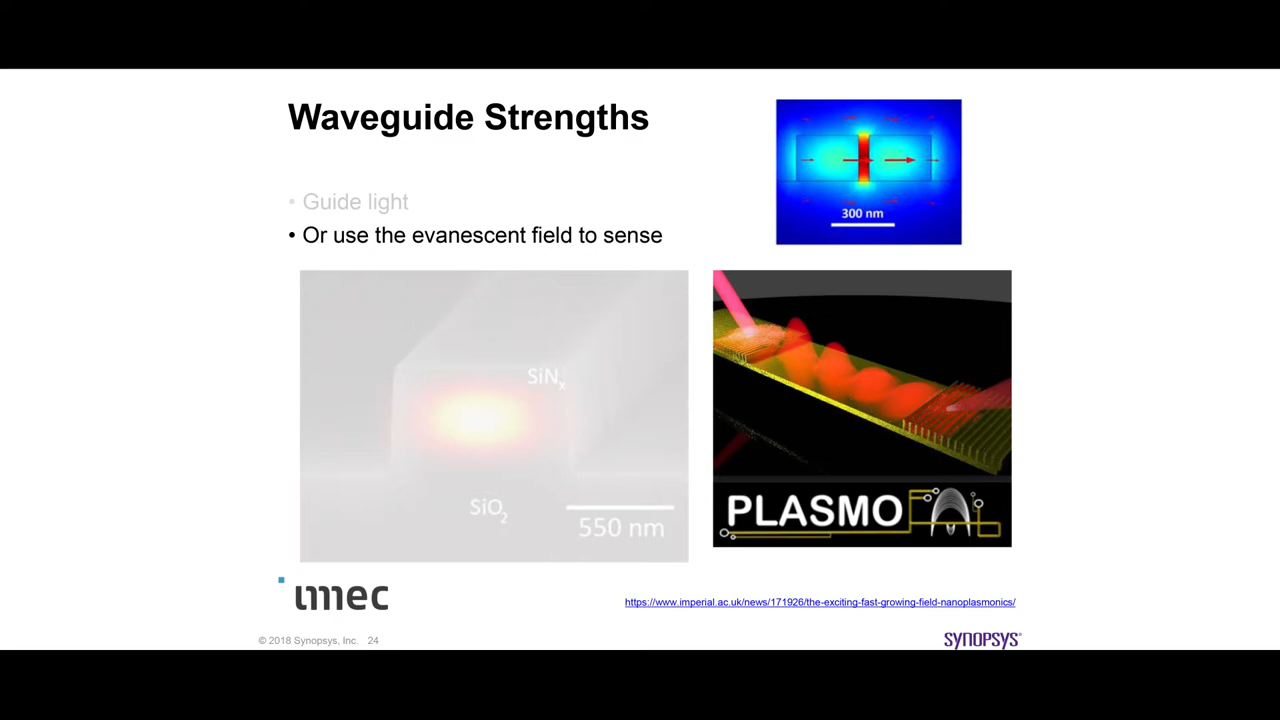 Waveguide Strengths
• Guide light
• Or use the evanescent field to sense
300 nm
SiNx
SiO2
550 nm
PLASMOFAB
imec
https://www.imperial.ac.uk/news/171926/the-exciting-fast-growing-field-nanoplasmonics/
© 2018 Synopsys, Inc. 24
SYNOPSYS®